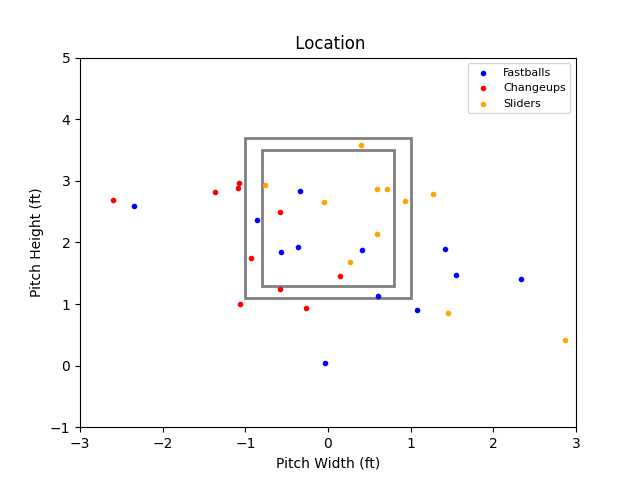 Location
Fastballs
Changeups
Sliders
5
4
3
2
1
0
−1
Pitch Height (ft)
−3 −2 −1 0 1 2 3
Pitch Width (ft)